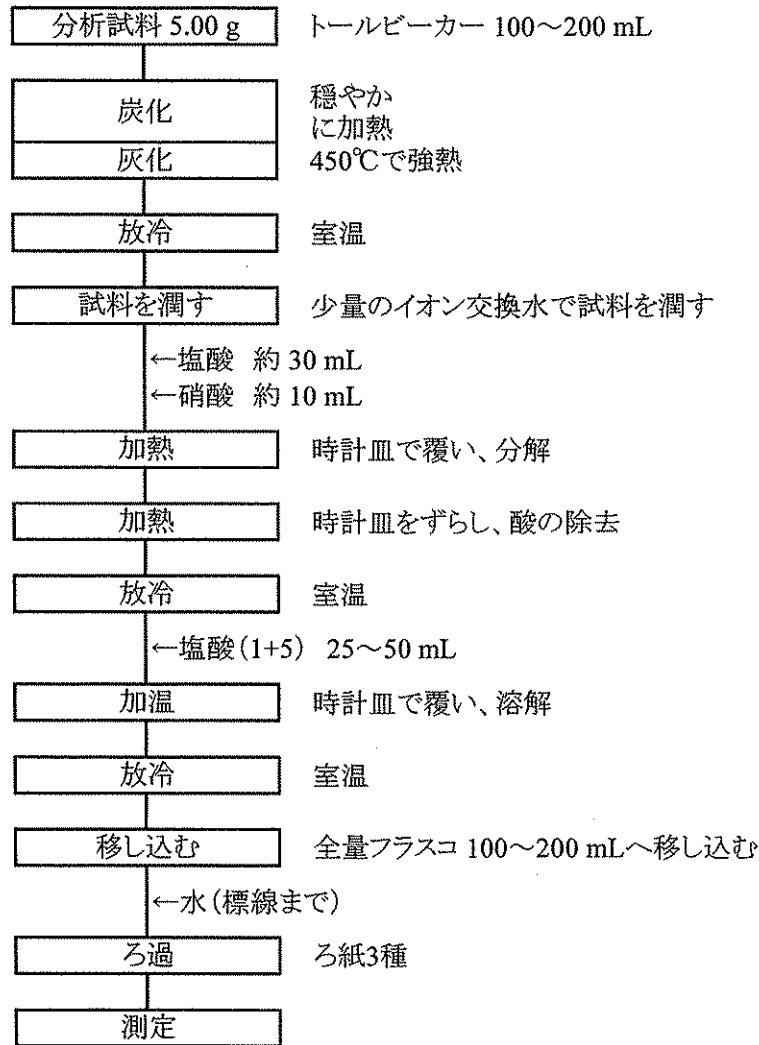 分析試料 5.00 g トールビーカー 100～200 mL
炭化 穏やか
に加熱
灰化 450℃で強熱
放冷 室温
試料を潤す 少量のイオン交換水で試料を潤す
←塩酸 約 30 mL
←硝酸 約 10 mL
加熱 時計皿で覆い、分解
加熱 時計皿をずらし、酸の除去
放冷 室温
←塩酸(1+5) 25～50 mL
加温 時計皿で覆い、溶解
放冷 室温
移し込む 全量フラスコ 100～200 mLへ移し込む
←水(標線まで)
ろ過 ろ紙3種
測定